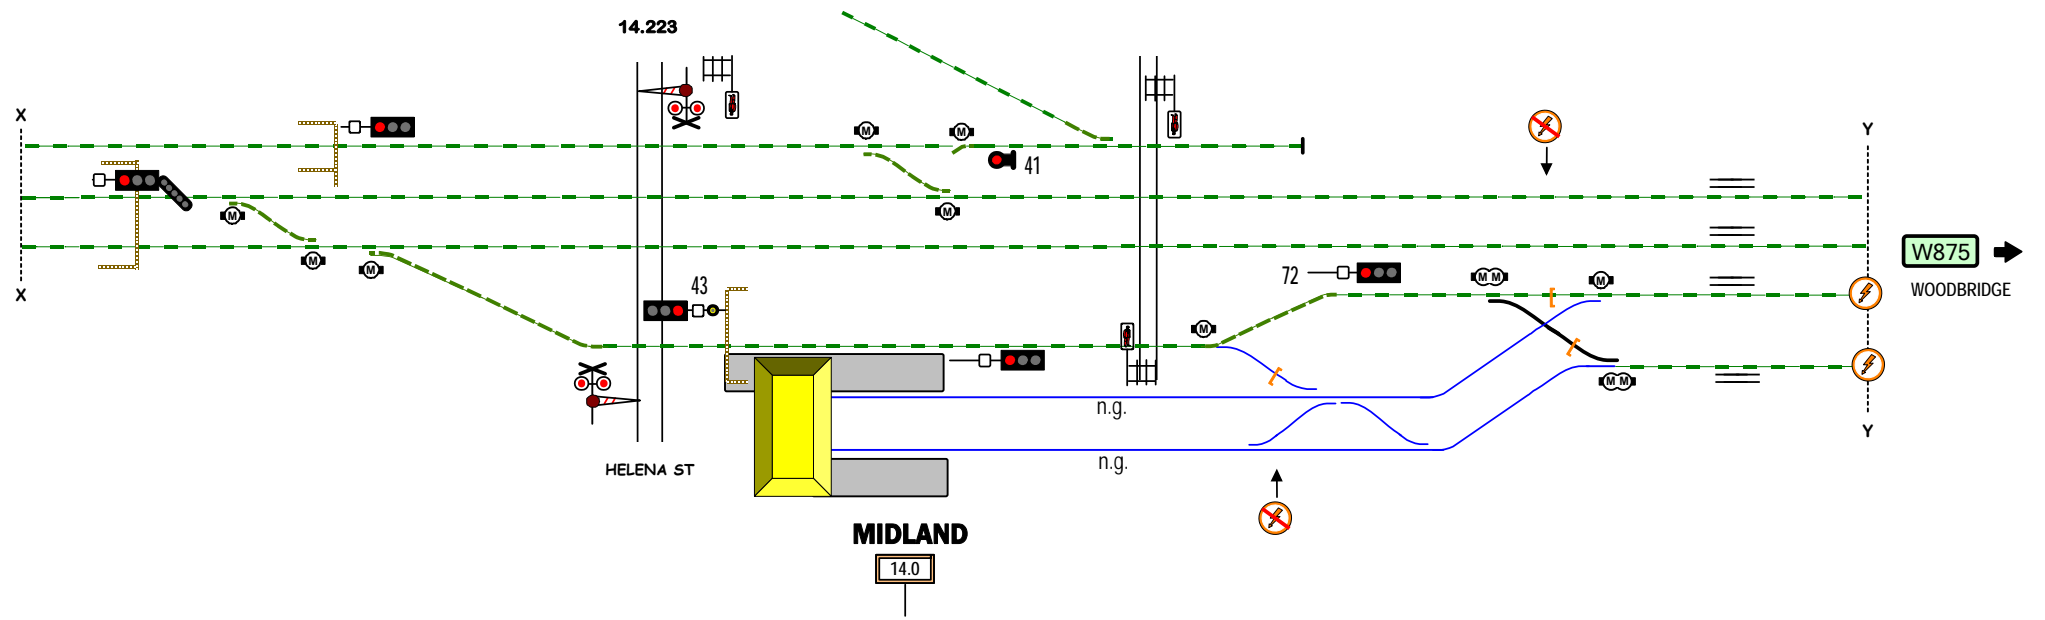 14.223
X
Y
M
M
41
M
M
M
M
M
W875
WOODBRIDGE
72
M M
M
43
X
M
n.g.
M M
Y
HELENA ST
n.g.
MIDLAND
14.0